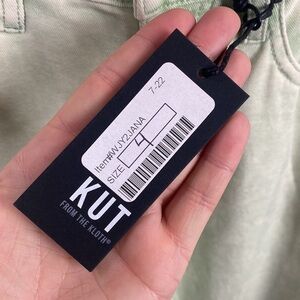 7-22
Item#WJY2JANA
SIZE 4
KUT
FROM THE KLOTH®